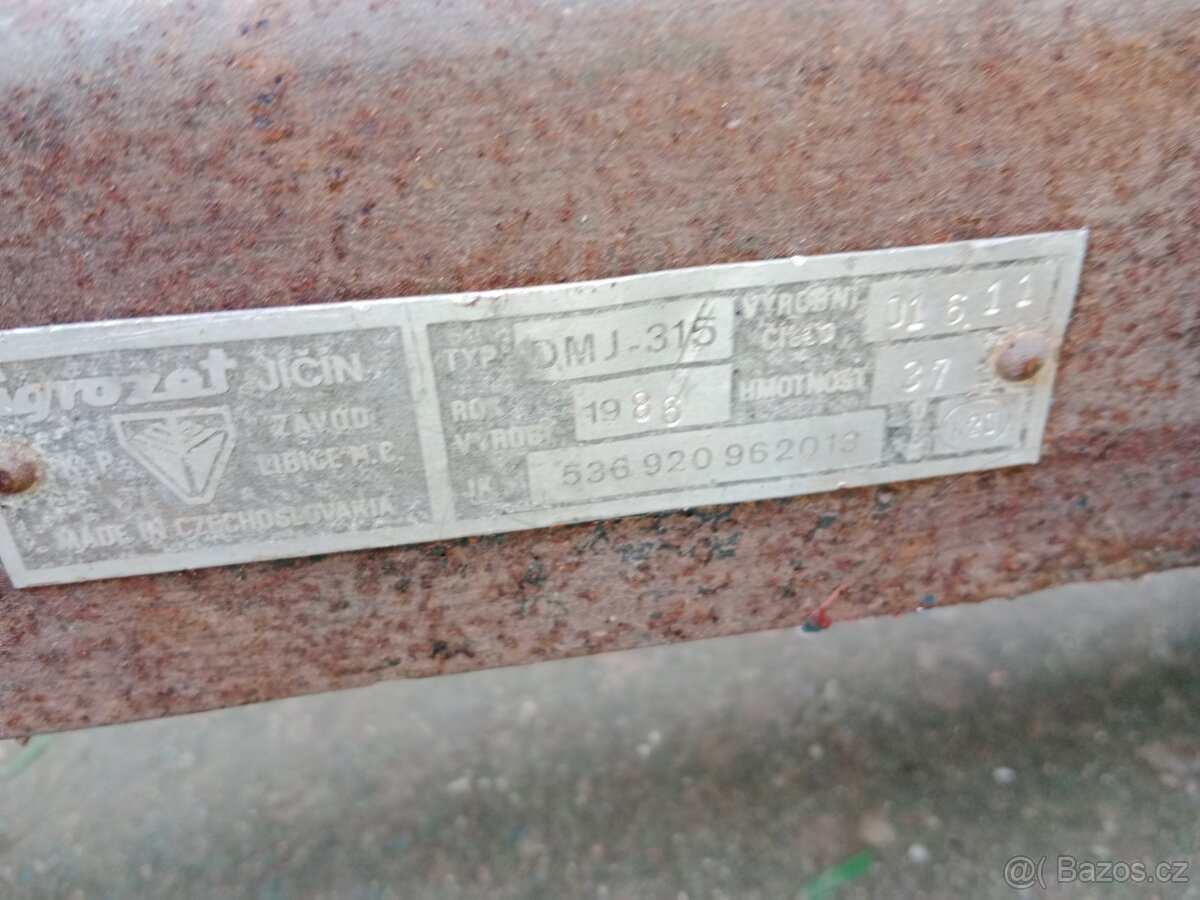 Agrozet JIČÍN
K. P. ZÁVOD
LIBICE N. C.
MADE IN CZECHOSLOVAKIA
TYP DMJ-315
ROK VÝROBY 1986
JK 536 920 962013
VÝROBNÍ ČÍSLO 01611
HMOTNOST 37
@( Bazos.cz